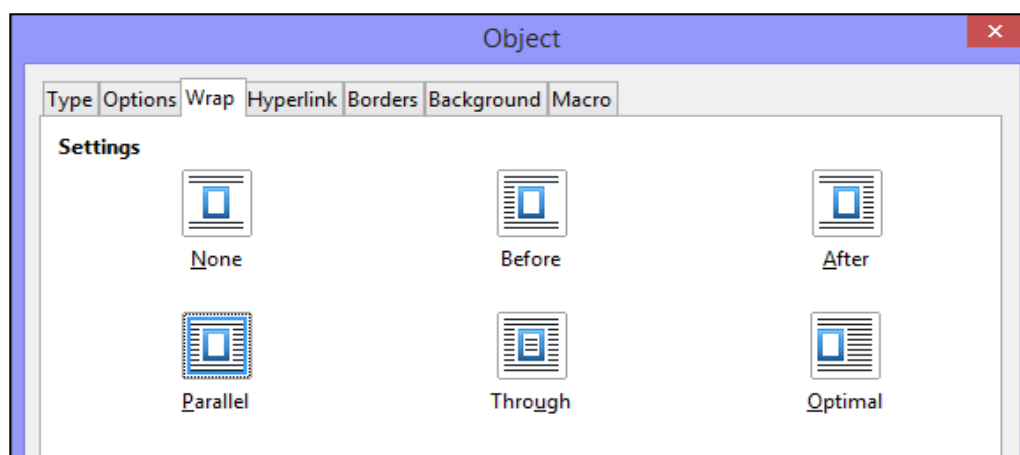 Object
Type Options Wrap Hyperlink Borders Background Macro
Settings
None Before After
Parallel Through Optimal